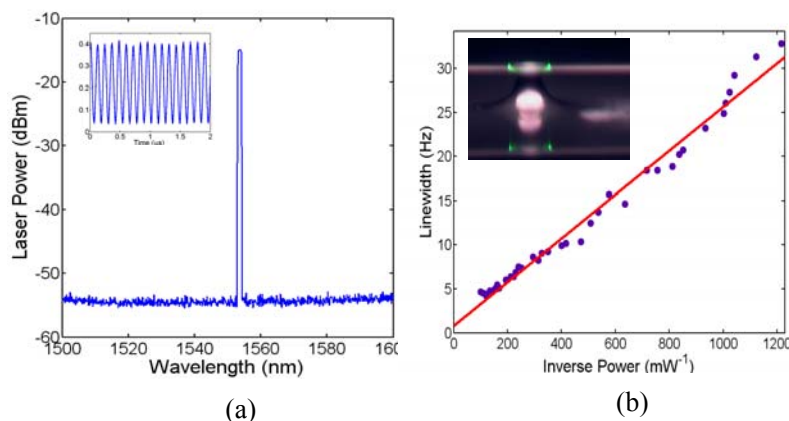 -10
-20
-30
-40
-50
-60
Laser Power (dBm)
0.4
0.3
0.2
0.1
0
0 0.5 1 1.5 2
Time (us)
1500 1520 1540 1560 1580 160
Wavelength (nm)
(a)
b)
30
25
20
15
10
5
0
Linewidth (Hz)
0 200 400 600 800 1000 1200
Inverse Power (mW-1)
(b)